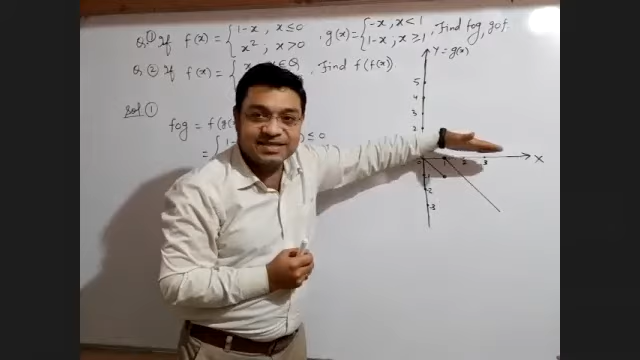 Q.① If f(x) = { 1-x , x ≤ 0 , g(x) = { -x , x < 1 , Find fog, gof.
x² , x > 0 1-x , x ≥ 1
Y = g(x)
Q.② If f(x) = { x Q , Find f(f(x)
Sol ①
fog = f(g
= { 1- ≤ 0
5
4
3
2
0 2 3 X
-1
-2
-3